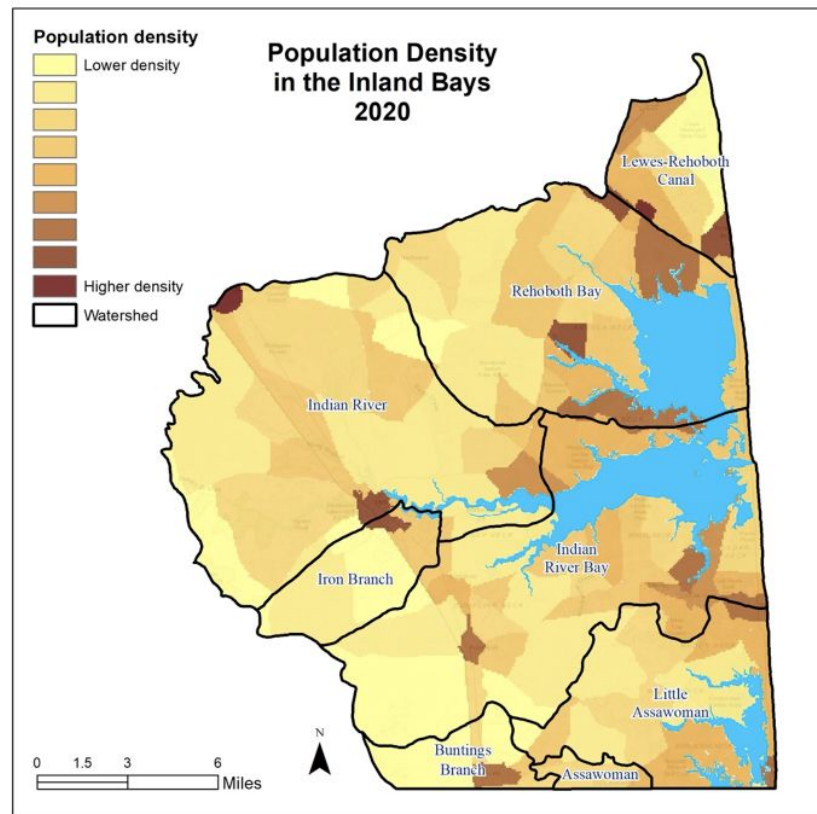 Population density
Lower density
Higher density
Watershed
Population Density
in the Inland Bays
2020
Lewes-Rehoboth
Canal
Rehoboth Bay
Indian River
Indian
River Bay
Iron Branch
Little
Assawoman
Buntings
Branch
Assawoman
N
0 1.5 3 6
Miles